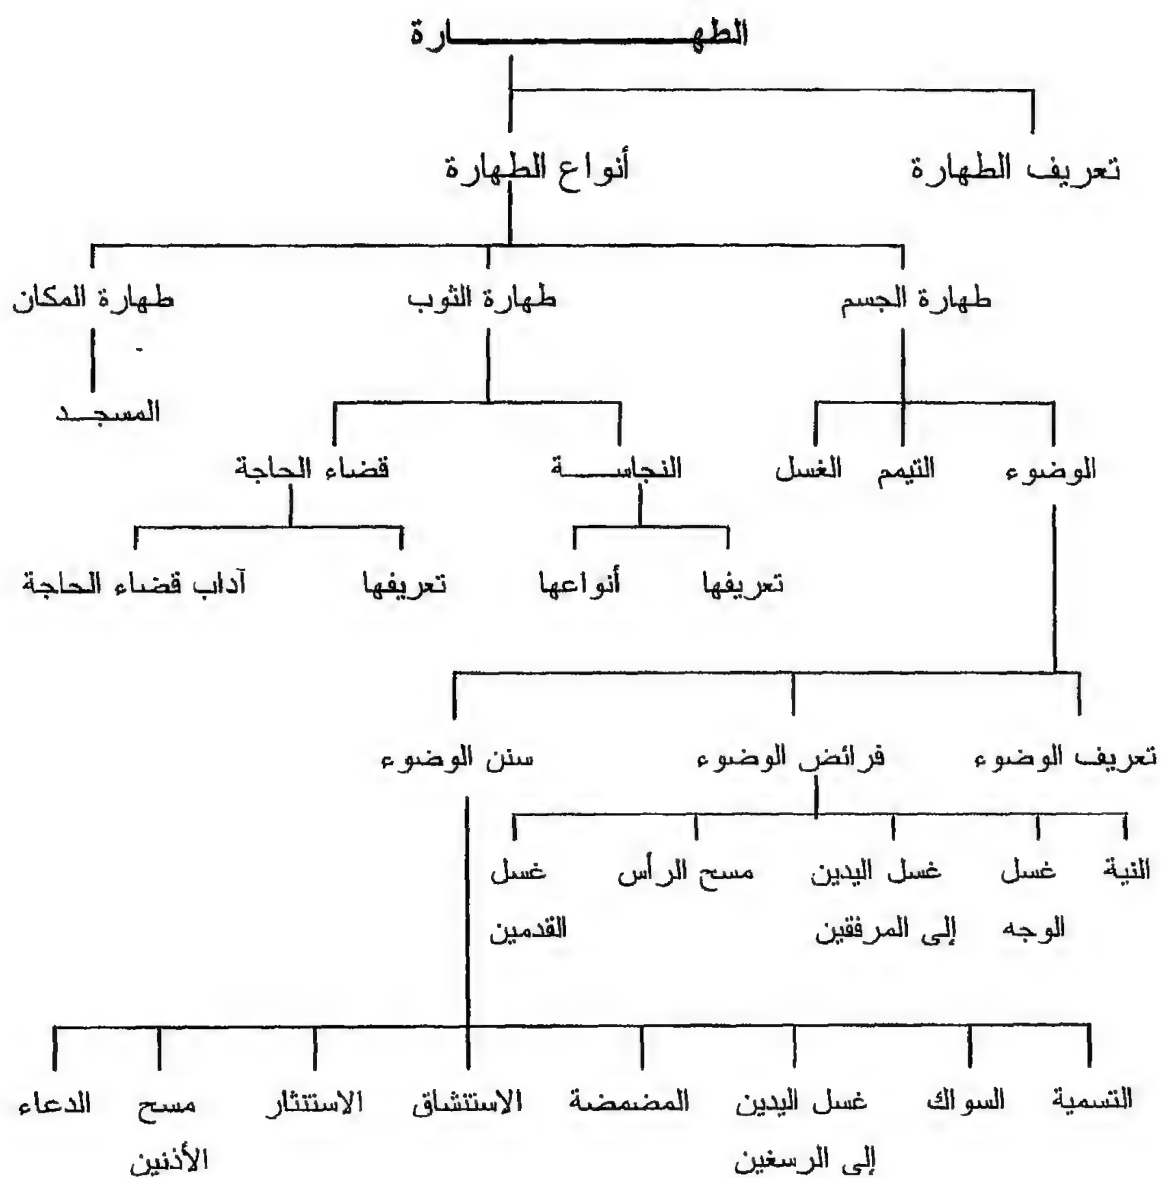 الطهــــــــــارة
تعريف الطهارة أنواع الطهارة
طهارة الجسم طهارة الثوب طهارة المكان
المسجــد
الوضوء التيمم الغسل النجاســـة قضاء الحاجة
تعريفها أنواعها تعريفها آداب قضاء الحاجة
تعريف الوضوء فرائض الوضوء سنن الوضوء
النية غسل غسل اليدين مسح الرأس غسل
الوجه إلى المرفقين القدمين
التسمية السواك غسل اليدين المضمضة الاستنشاق الاستنثار مسح الدعاء
إلى الرسغين الأذنين